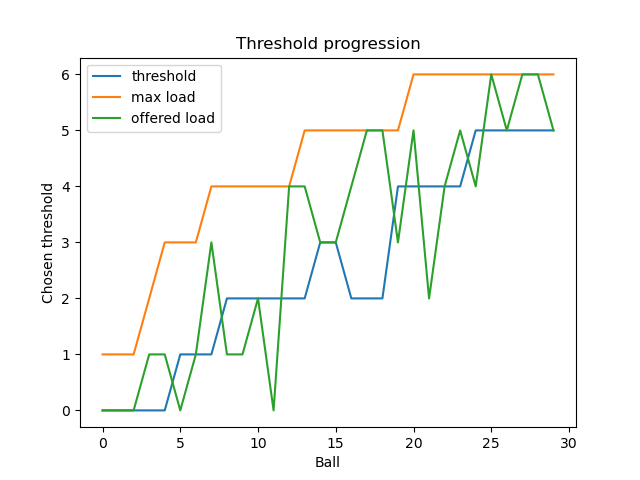 Threshold progression
threshold
max load
offered load
Chosen threshold
6
5
4
3
2
1
0
0 5 10 15 20 25 30
Ball